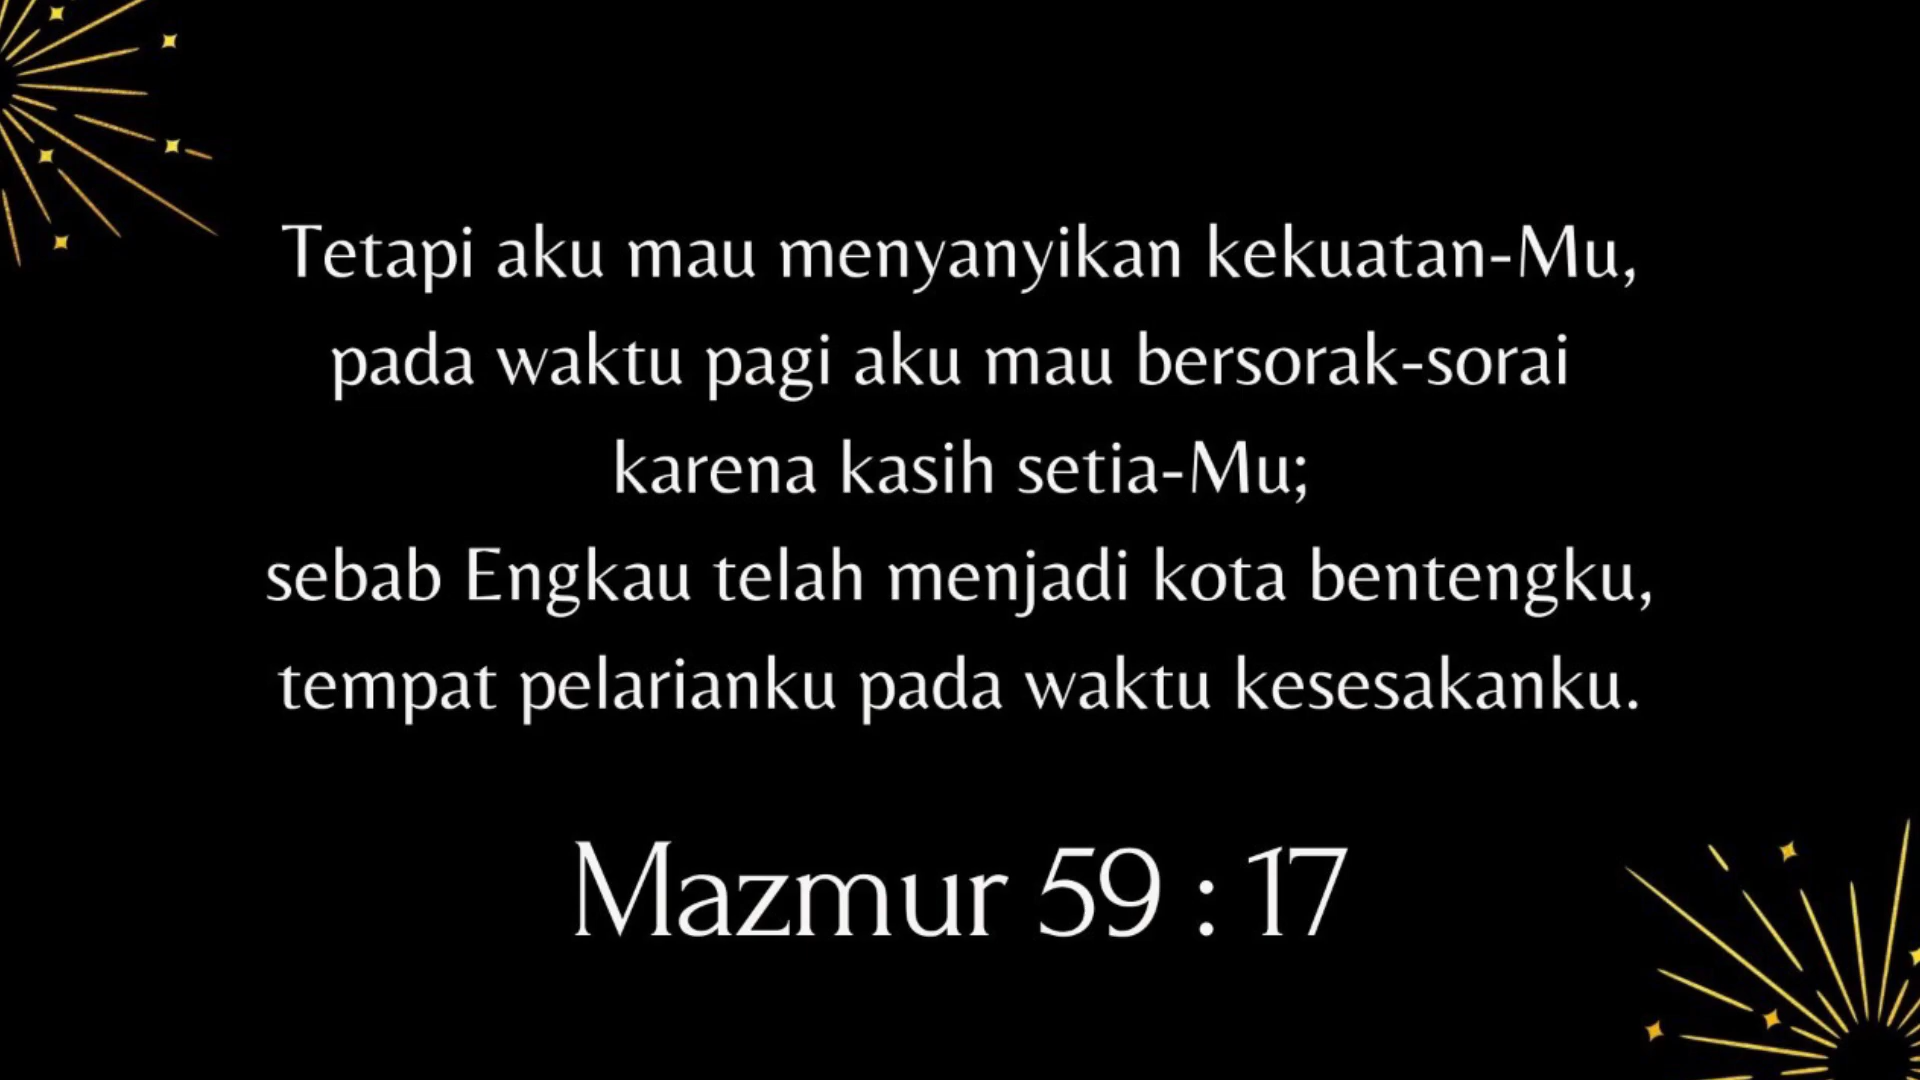 Tetapi aku mau menyanyikan kekuatan-Mu,
pada waktu pagi aku mau bersorak-sorai
karena kasih setia-Mu;
sebab Engkau telah menjadi kota bentengku,
tempat pelarianku pada waktu kesesakanku.
Mazmur 59 : 17